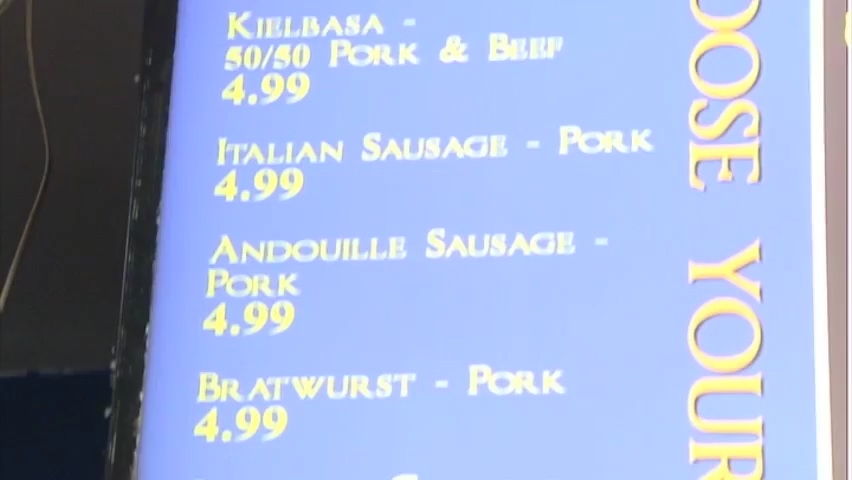 Kielbasa -
50/50 Pork & Beef
4.99
Italian Sausage - Pork
4.99
Andouille Sausage -
Pork
4.99
Bratwurst - Pork
4.99
YOUR